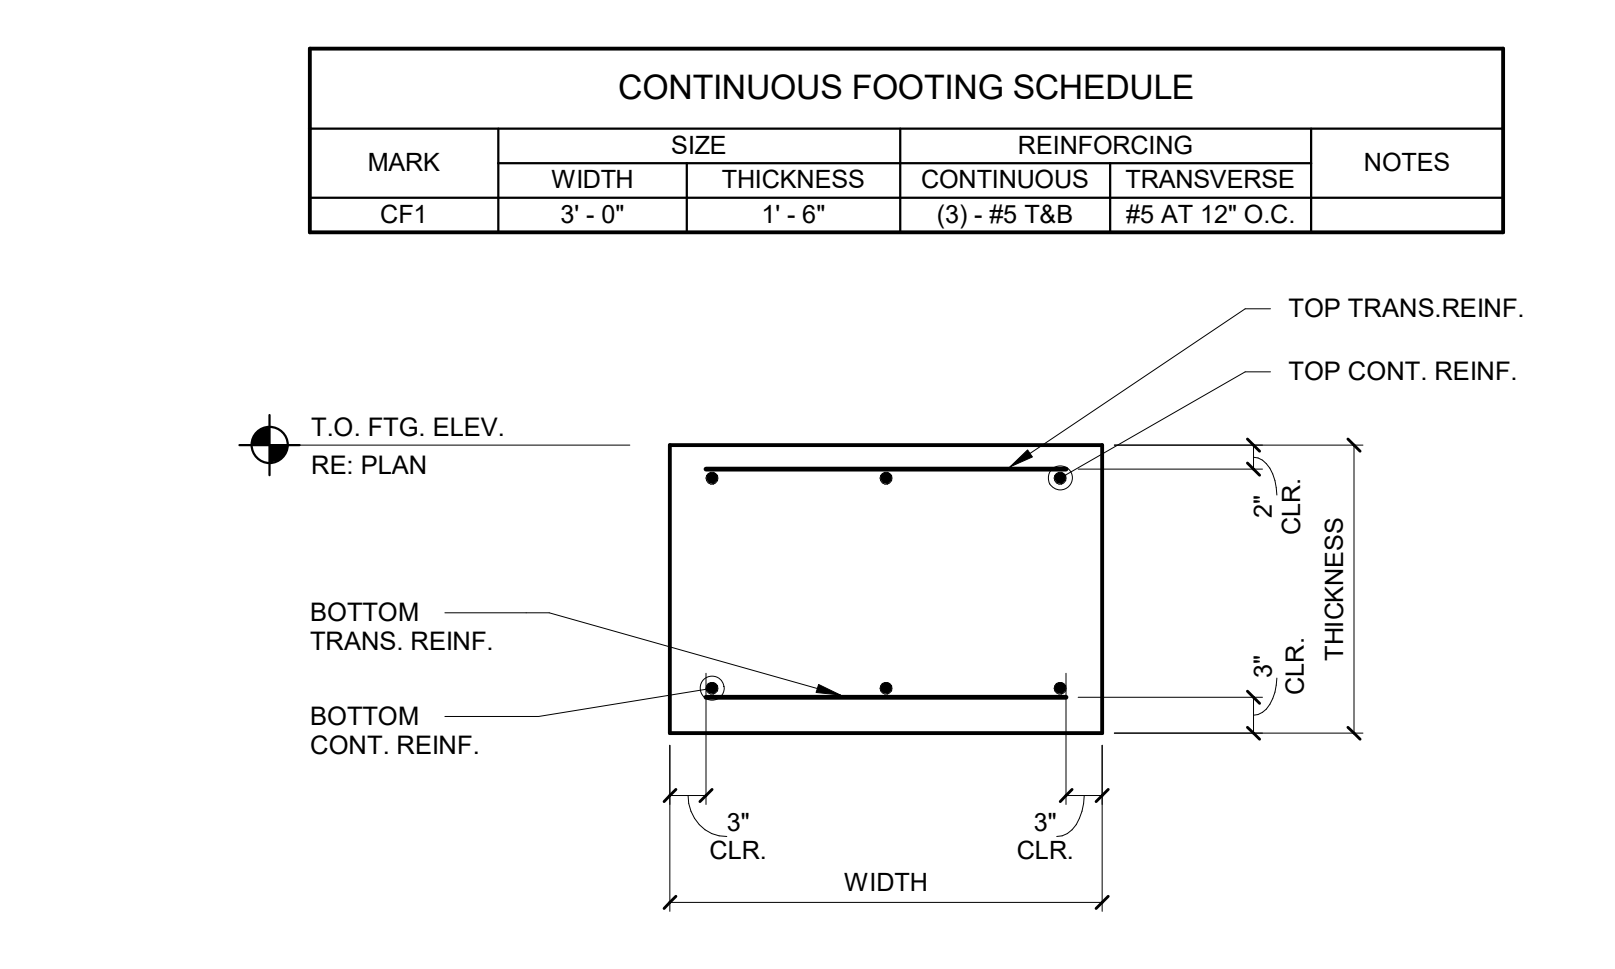 CONTINUOUS FOOTING SCHEDULE
MARK
SIZE
REINFORCING
NOTES
WIDTH
THICKNESS
CONTINUOUS
TRANSVERSE
CF1
3' - 0"
1' - 6"
(3) - #5 T&B
#5 AT 12" O.C.
TOP TRANS.REINF.
TOP CONT. REINF.
T.O. FTG. ELEV.
RE: PLAN
2"
CLR.
THICKNESS
BOTTOM
TRANS. REINF.
3"
CLR.
BOTTOM
CONT. REINF.
3"
CLR.
3"
CLR.
WIDTH